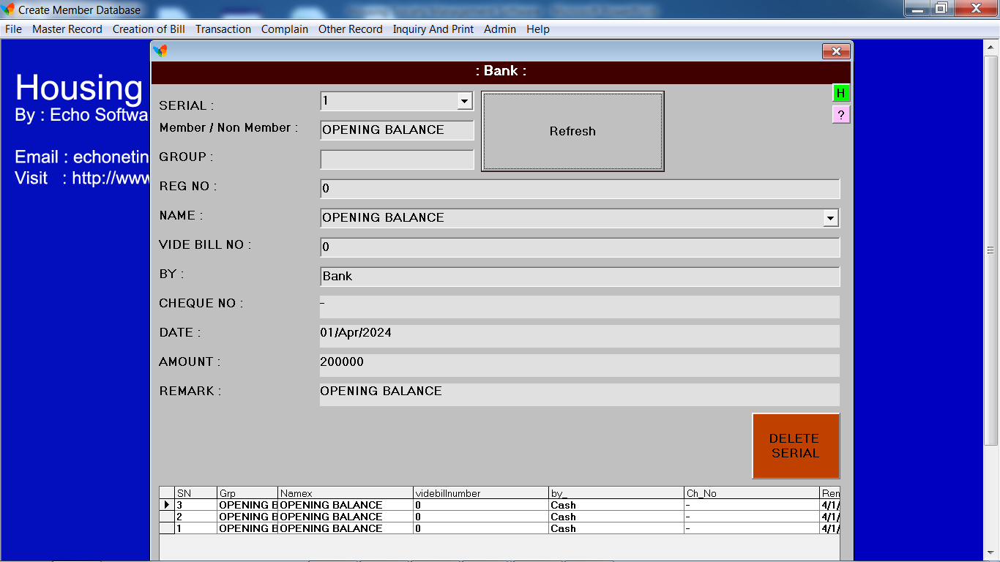 Create Member Database
File Master Record Creation of Bill Transaction Complain Other Record Inquiry And Print Admin Help
Housing
By : Echo Softwa
Email : echonetin
Visit : http://www
: Bank :
H
?
SERIAL : 1
Refresh
Member / Non Member : OPENING BALANCE
GROUP :
REG NO : 0
NAME : OPENING BALANCE
VIDE BILL NO : 0
BY : Bank
CHEQUE NO : -
DATE : 01/Apr/2024
AMOUNT : 200000
REMARK : OPENING BALANCE
DELETE
SERIAL
SN Grp Namex videbillnumber by_ Ch_No Ren
3 OPENING B OPENING BALANCE 0 Cash - 4/1/
2 OPENING B OPENING BALANCE 0 Cash - 4/1/
1 OPENING B OPENING BALANCE 0 Cash - 4/1/